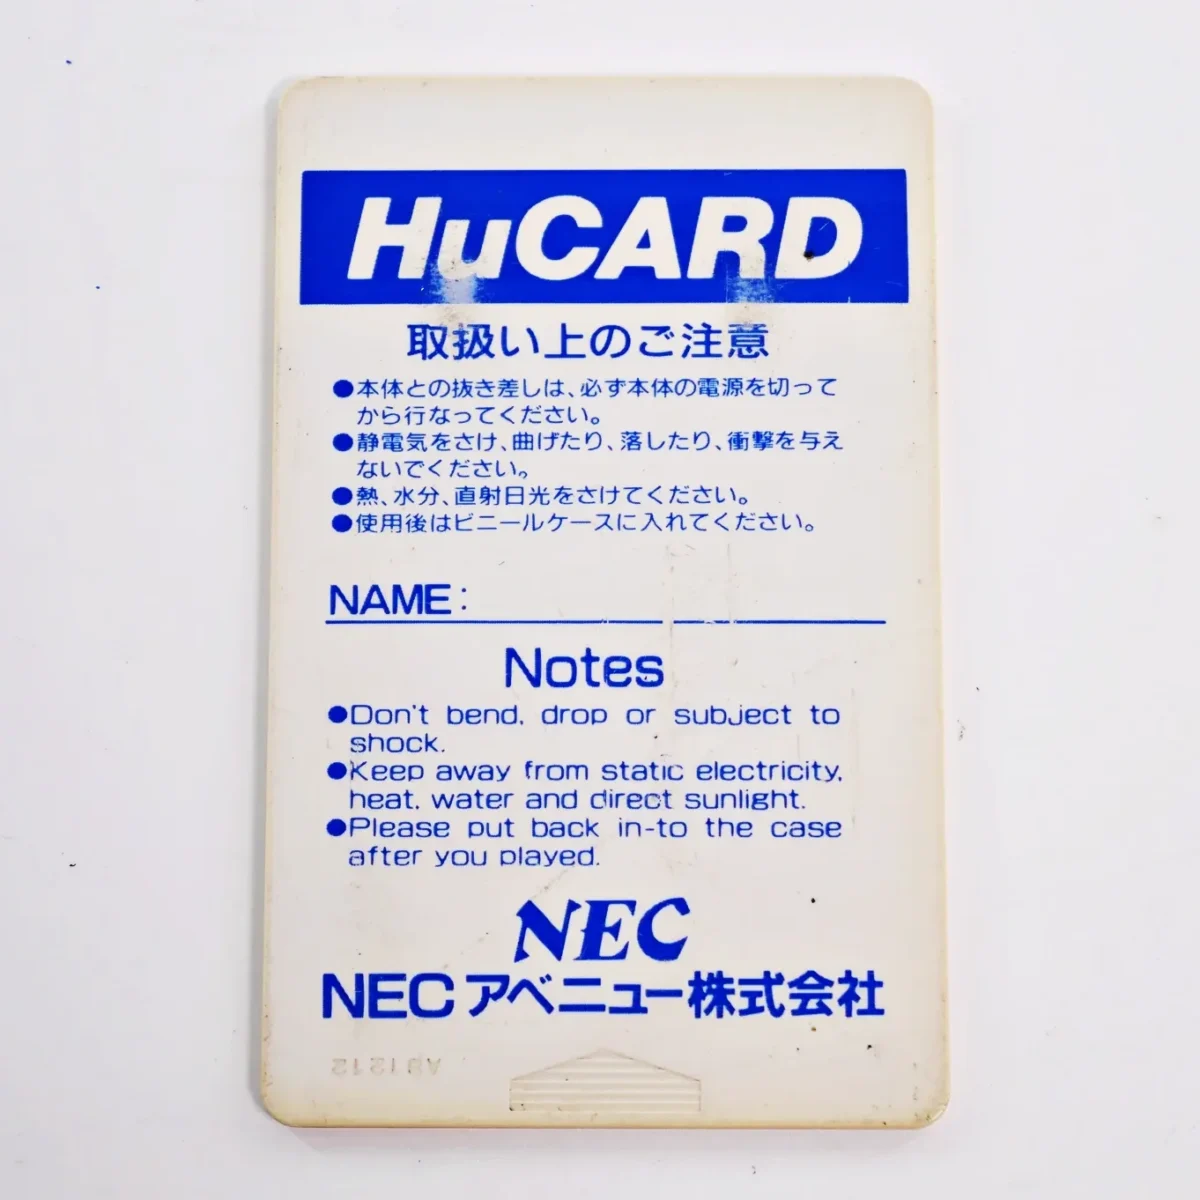 HuCARD
取扱い上のご注意
●本体との抜き差しは、必ず本体の電源を切って
から行なってください。
●静電気をさけ、曲げたり、落したり、衝撃を与え
ないでください。
●熱、水分、直射日光をさけてください。
●使用後はビニールケースに入れてください。
NAME:
Notes
●Don't bend, drop or subject to
shock.
●Keep away from static electricity,
heat, water and direct sunlight.
●Please put back in-to the case
after you played.
NEC
NECアベニュー株式会社